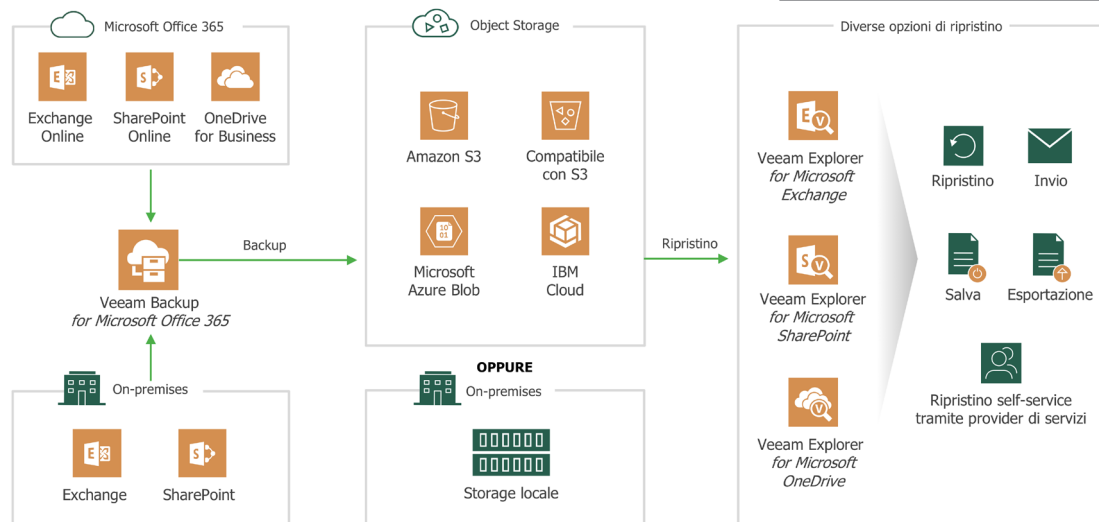 Microsoft Office 365
Exchange
Online
SharePoint
Online
OneDrive
for Business
Veeam Backup
for Microsoft Office 365
On-premises
Exchange
SharePoint
Backup
Object Storage
Amazon S3
Compatibile
con S3
Microsoft
Azure Blob
IBM
Cloud
OPPURE
On-premises
Storage locale
Ripristino
Diverse opzioni di ripristino
Veeam Explorer
for Microsoft
Exchange
Veeam Explorer
for Microsoft
SharePoint
Veeam Explorer
for Microsoft
OneDrive
Ripristino
Invio
Salva
Esportazione
Ripristino self-service
tramite provider di servizi